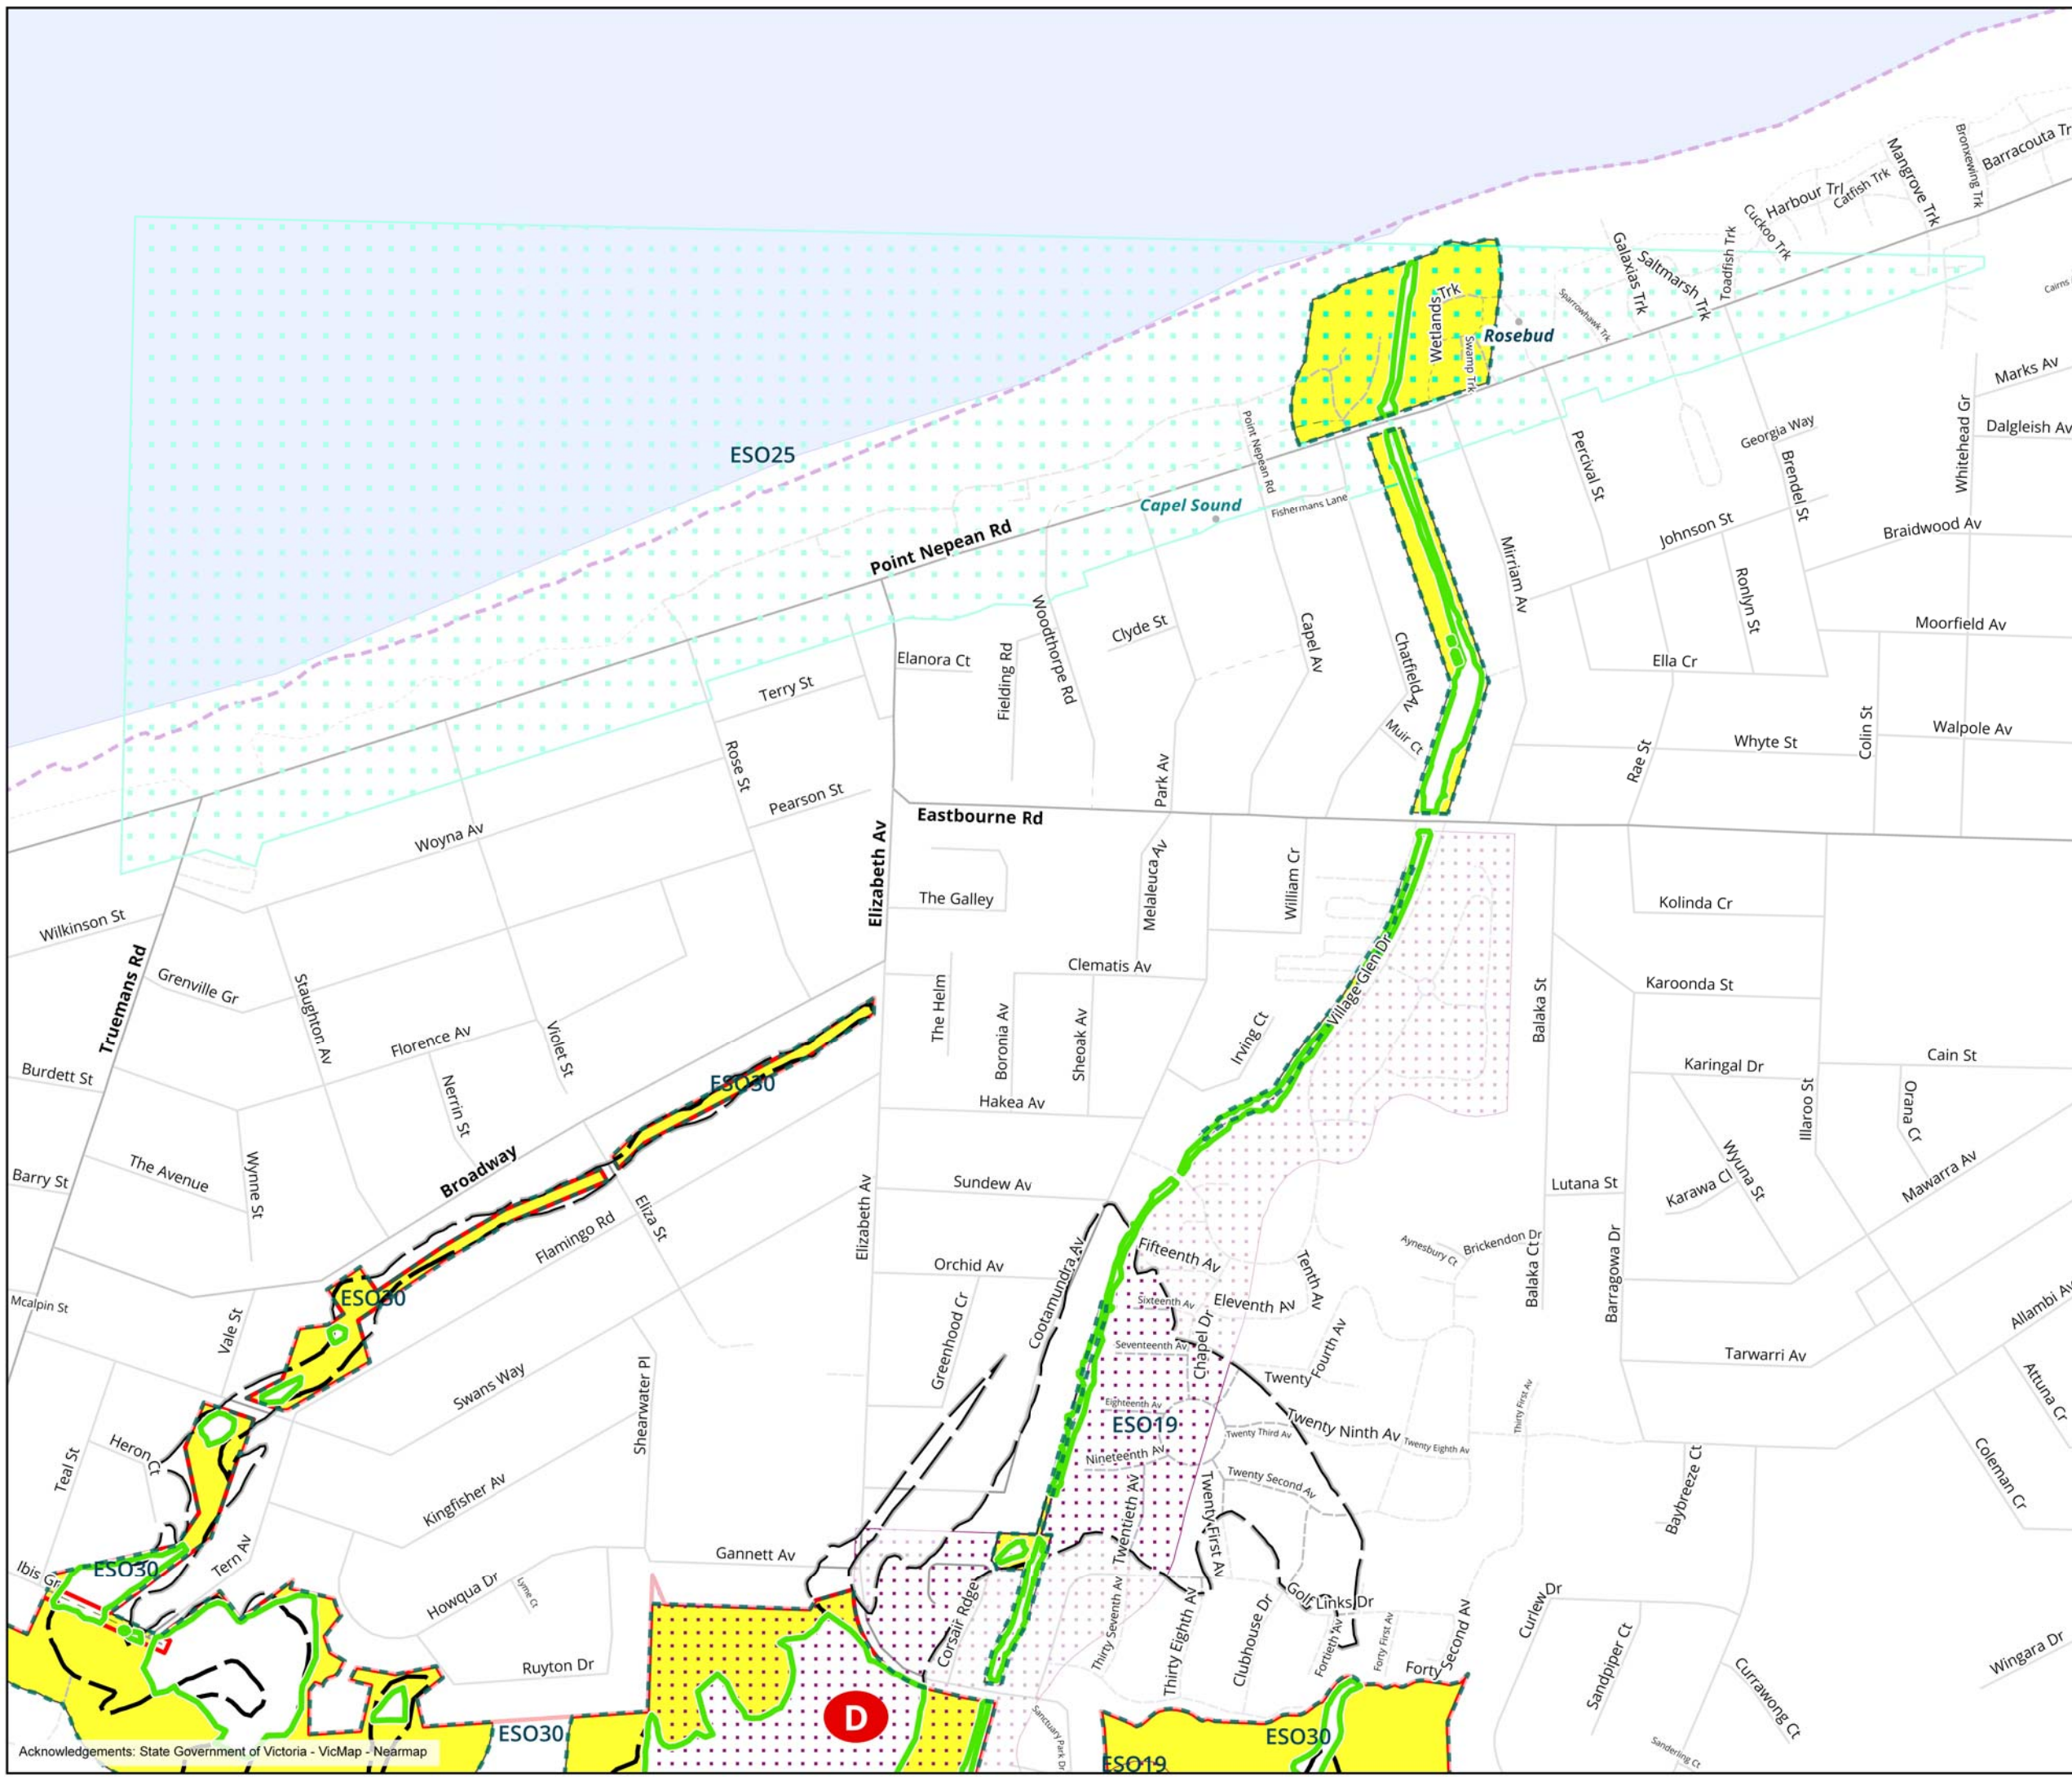 Barracouta Tr
Bronxewing Trk
Mangrove Trk
Catfish Trk
Harbour Trl
Cuckoo Trk
Toadfish Trk
Saltmarsh Trk
Galaxias Trk
Sparrowhawk Trk
Cairns
Wetlands Trk
Swamp Trk
Rosebud
Marks Av
Dalgleish Av
Whitehead Gr
Georgia Way
Brendel St
Percival St
Point Nepean Rd
ESO25
Capel Sound
Fishermans Lane
Point Nepean Rd
Johnson St
Braidwood Av
Mirriam Av
Ronlyn St
Moorfield Av
Woodthorpe Rd
Clyde St
Capel Av
Chatfield Av
Elanora Ct
Fielding Rd
Ella Cr
Terry St
Muir Ct
Whyte St
Colin St
Walpole Av
Rae St
Rose St
Pearson St
Park Av
Eastbourne Rd
Woyna Av
Elizabeth Av
Melaleuca Av
William Cr
The Galley
Kolinda Cr
Wilkinson St
Truemans Rd
Grenville Gr
Staughton Av
Clematis Av
Village Glen Dr
Karoonda St
Balaka St
The Helm
Boronia Av
Sheoak Av
Irving Ct
Florence Av
Violet St
Burdett St
Nerrin St
ESO30
Karingal Dr
Cain St
Illaroo St
Orana Cr
Hakea Av
Barry St
The Avenue
Wynne St
Broadway
Sundew Av
Lutana St
Karawa Cl
Wyuna St
Mawarra Av
Eliza St
Flamingo Rd
Elizabeth Av
Orchid Av
Cootamundra Av
Fifteenth Av
Tenth Av
Aynesbury Ct
Brickendon Dr
Balaka Ct
Barragowa Dr
Mcalpin St
ESO30
Vale St
Sixteenth Av
Eleventh Av
Allambi Av
Greenhood Cr
Seventeenth Av
Chapel Dr
Twenty Fourth Av
Tarwarri Av
Attuna Cr
Swans Way
Shearwater Pl
Eighteenth Av
ESO19
Twenty Third Av
Twenty Ninth Av
Twenty Eighth Av
Thirty First Av
Heron Ct
Teal St
Nineteenth Av
Twenty Second Av
Coleman Cr
Kingfisher Av
Twentieth Av
Twenty First Av
Baybreeze Ct
Ibis Gr
ESO30
Tern Av
Gannett Av
Howqua Dr
Lyme Ct
Corsair Rdge
Thirty Seventh Av
Thirty Eighth Av
Clubhouse Dr
Golf Links Dr
Fortieth Av
Forty First Av
Forty Second Av
Curlew Dr
Sandpiper Ct
Currawong Ct
Wingara Dr
Ruyton Dr
D
ESO30
Sanctuary Park Dr
ESO30
ESO19
Sanderling Ct
Acknowledgements: State Government of Victoria - VicMap - Nearmap